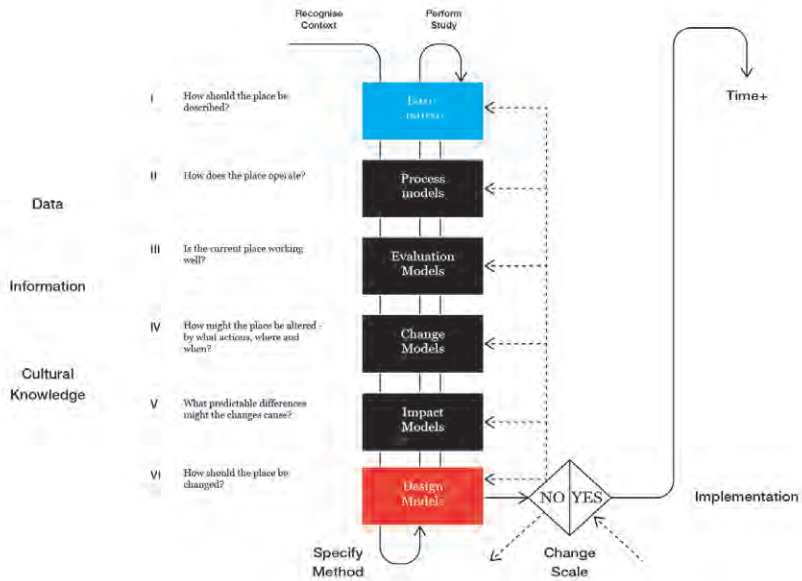 Recognise
Context
Perform
Study
Time+
I
How should the place be
described?
II
How does the place operate?
Process
models
Data
III
Is the current place working
well?
Evaluation
Models
Information
IV
How might the place be altered -
by what actions, where and
when?
Change
Models
Cultural
Knowledge
V
What predictable differences
might the changes cause?
Impact
Models
VI
How should the place be
changed?
Design
Models
NO
YES
Implementation
Specify
Method
Change
Scale